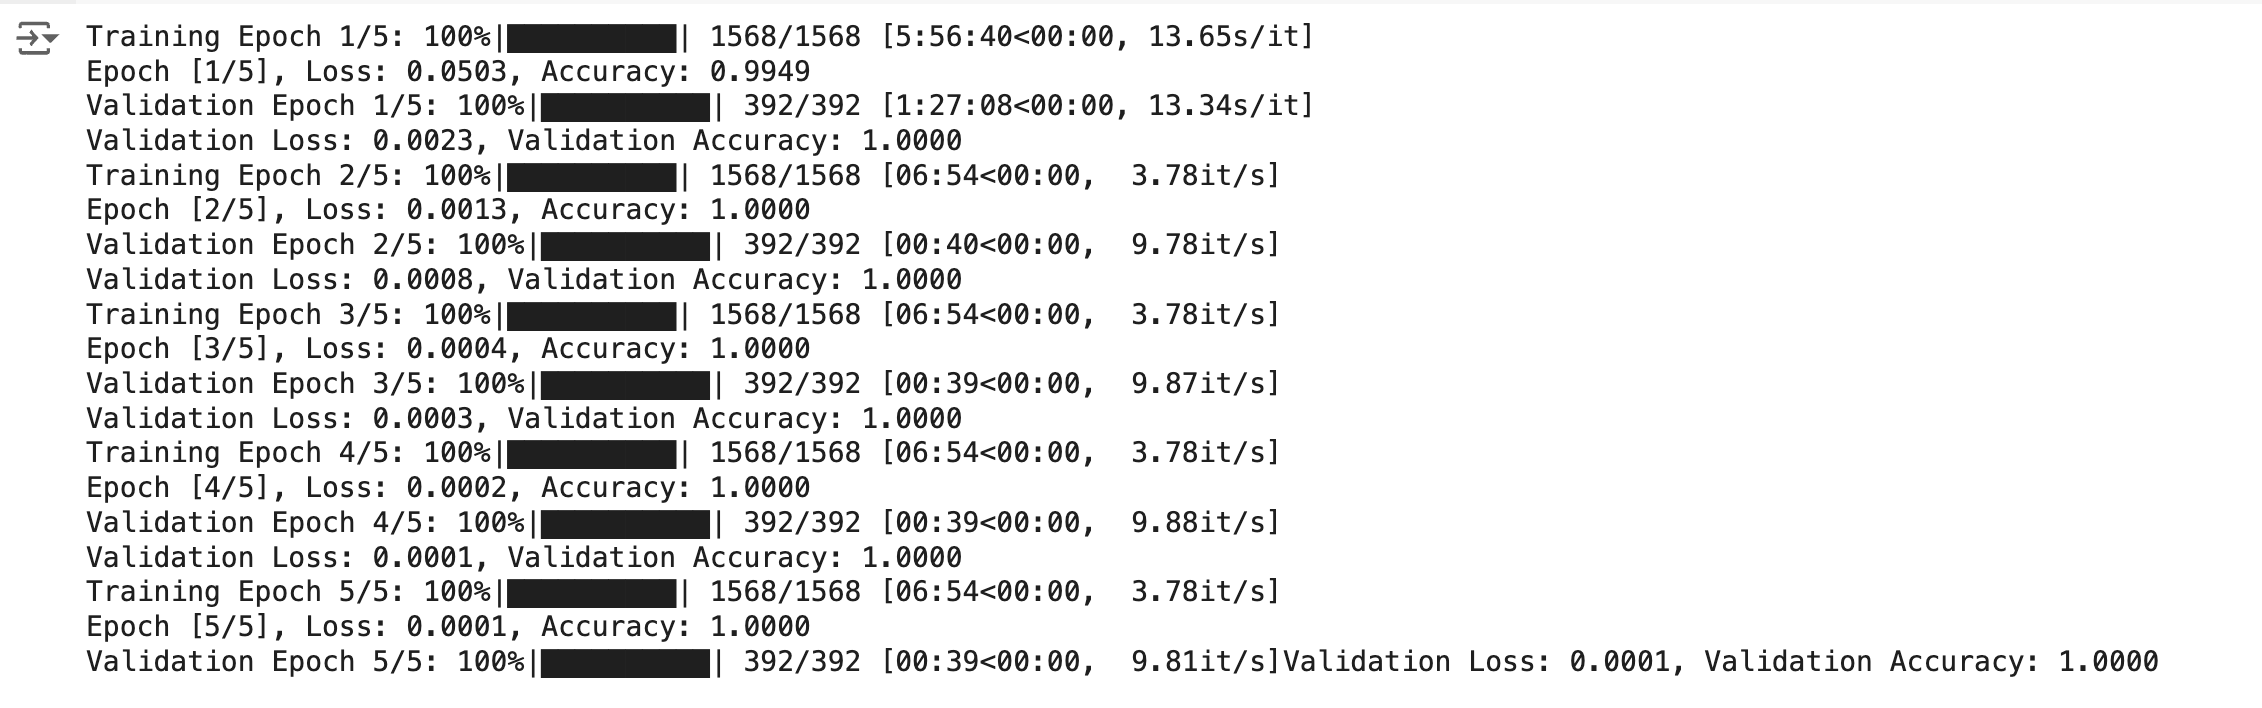 Training Epoch 1/5: 100%|██████████| 1568/1568 [5:56:40<00:00, 13.65s/it]
Epoch [1/5], Loss: 0.0503, Accuracy: 0.9949
Validation Epoch 1/5: 100%|██████████| 392/392 [1:27:08<00:00, 13.34s/it]
Validation Loss: 0.0023, Validation Accuracy: 1.0000
Training Epoch 2/5: 100%|██████████| 1568/1568 [06:54<00:00,  3.78it/s]
Epoch [2/5], Loss: 0.0013, Accuracy: 1.0000
Validation Epoch 2/5: 100%|██████████| 392/392 [00:40<00:00,  9.78it/s]
Validation Loss: 0.0008, Validation Accuracy: 1.0000
Training Epoch 3/5: 100%|██████████| 1568/1568 [06:54<00:00,  3.78it/s]
Epoch [3/5], Loss: 0.0004, Accuracy: 1.0000
Validation Epoch 3/5: 100%|██████████| 392/392 [00:39<00:00,  9.87it/s]
Validation Loss: 0.0003, Validation Accuracy: 1.0000
Training Epoch 4/5: 100%|██████████| 1568/1568 [06:54<00:00,  3.78it/s]
Epoch [4/5], Loss: 0.0002, Accuracy: 1.0000
Validation Epoch 4/5: 100%|██████████| 392/392 [00:39<00:00,  9.88it/s]
Validation Loss: 0.0001, Validation Accuracy: 1.0000
Training Epoch 5/5: 100%|██████████| 1568/1568 [06:54<00:00,  3.78it/s]
Epoch [5/5], Loss: 0.0001, Accuracy: 1.0000
Validation Epoch 5/5: 100%|██████████| 392/392 [00:39<00:00,  9.81it/s]Validation Loss: 0.0001, Validation Accuracy: 1.0000